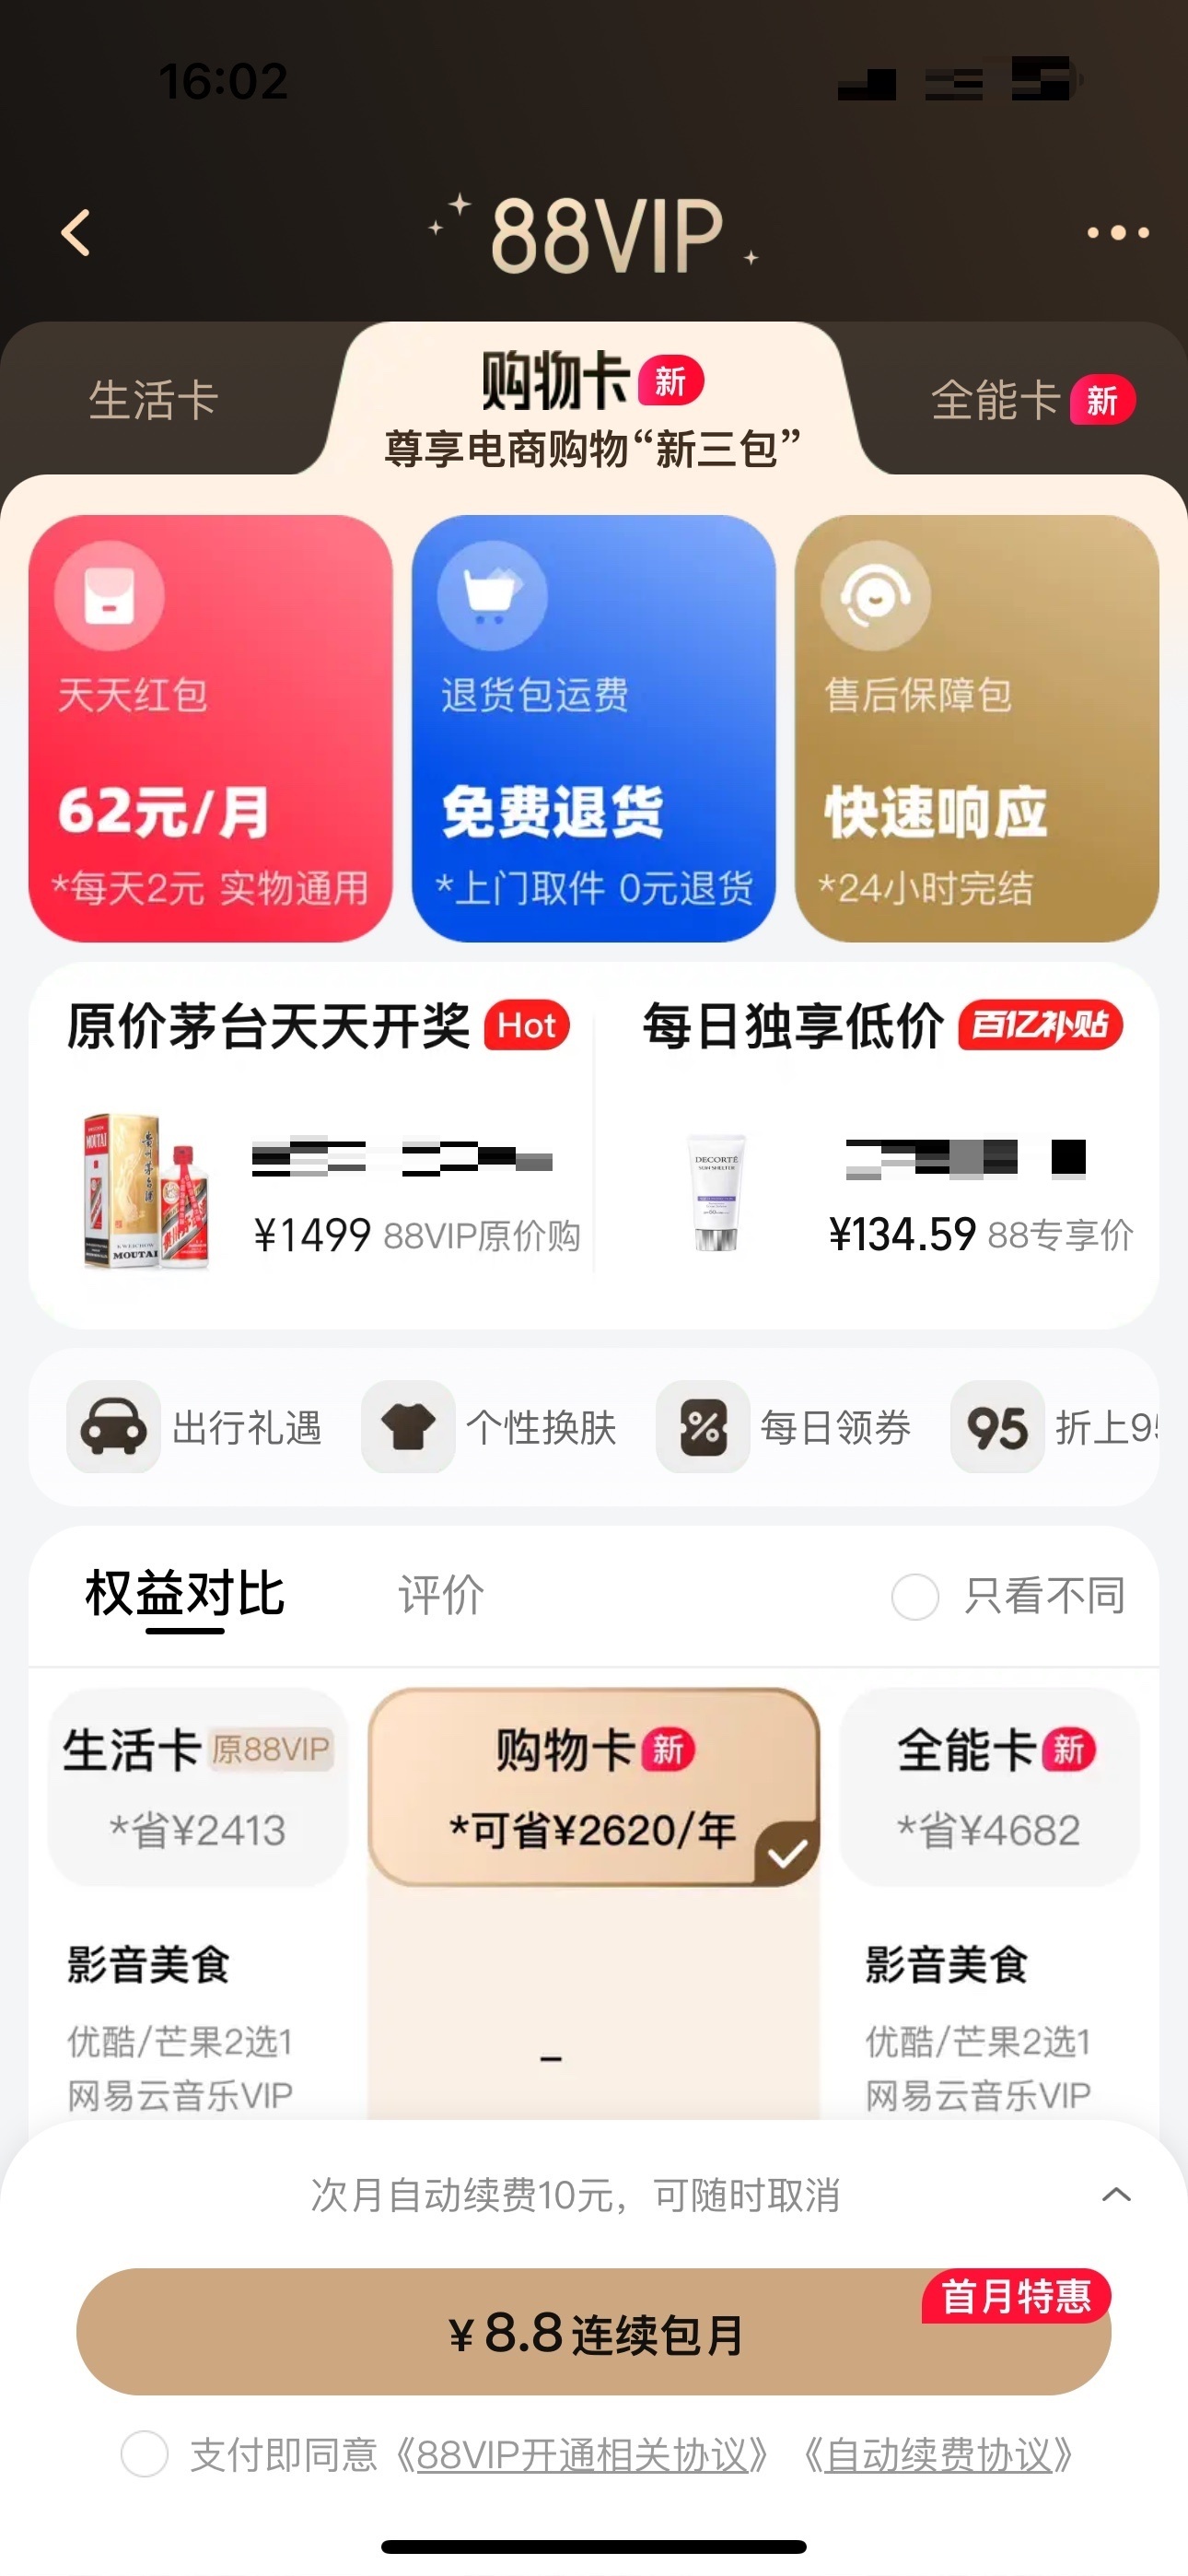 16:02
88VIP
生活卡
购物卡 新
全能卡 新
尊享电商购物“新三包”
天天红包
62元/月
*每天2元 实物通用
退货包运费
免费退货
*上门取件 0元退货
售后保障包
快速响应
*24小时完结
原价茅台天天开奖 Hot
MOUTAI
MOUTAI
¥1499 88VIP原价购
每日独享低价 百亿补贴
DECORTÉ
¥134.59 88专享价
出行礼遇
个性换肤
每日领券
95 折上95
权益对比
评价
只看不同
生活卡 原88VIP
*省¥2413
购物卡 新
*可省¥2620/年
全能卡 新
*省¥4682
影音美食
优酷/芒果2选1
网易云音乐VIP
–
影音美食
优酷/芒果2选1
网易云音乐VIP
次月自动续费10元，可随时取消
首月特惠
¥8.8连续包月
支付即同意《88VIP开通相关协议》《自动续费协议》